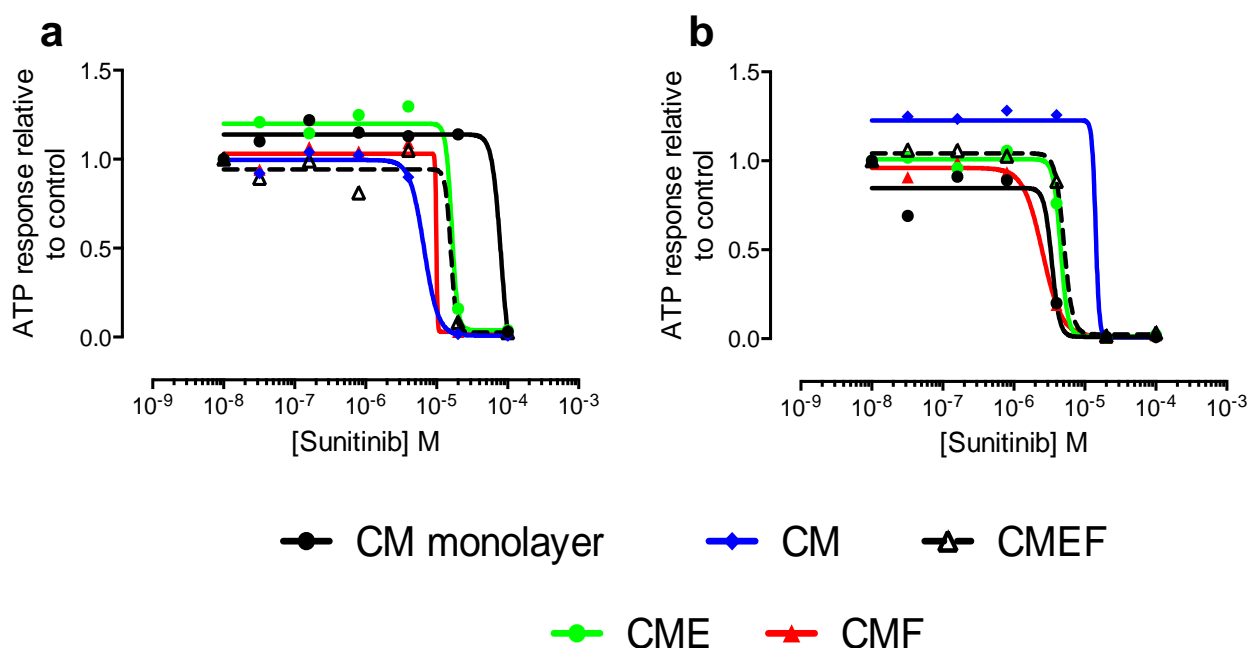 a
ATP response relative
to control
1.5
1.0
0.5
0.0
10-9 10-8 10-7 10-6 10-5 10-4 10-3
[Sunitinib] M
b
ATP response relative
to control
1.5
1.0
0.5
0.0
10-9 10-8 10-7 10-6 10-5 10-4 10-3
[Sunitinib] M
CM monolayer CM CMEF
CME CMF